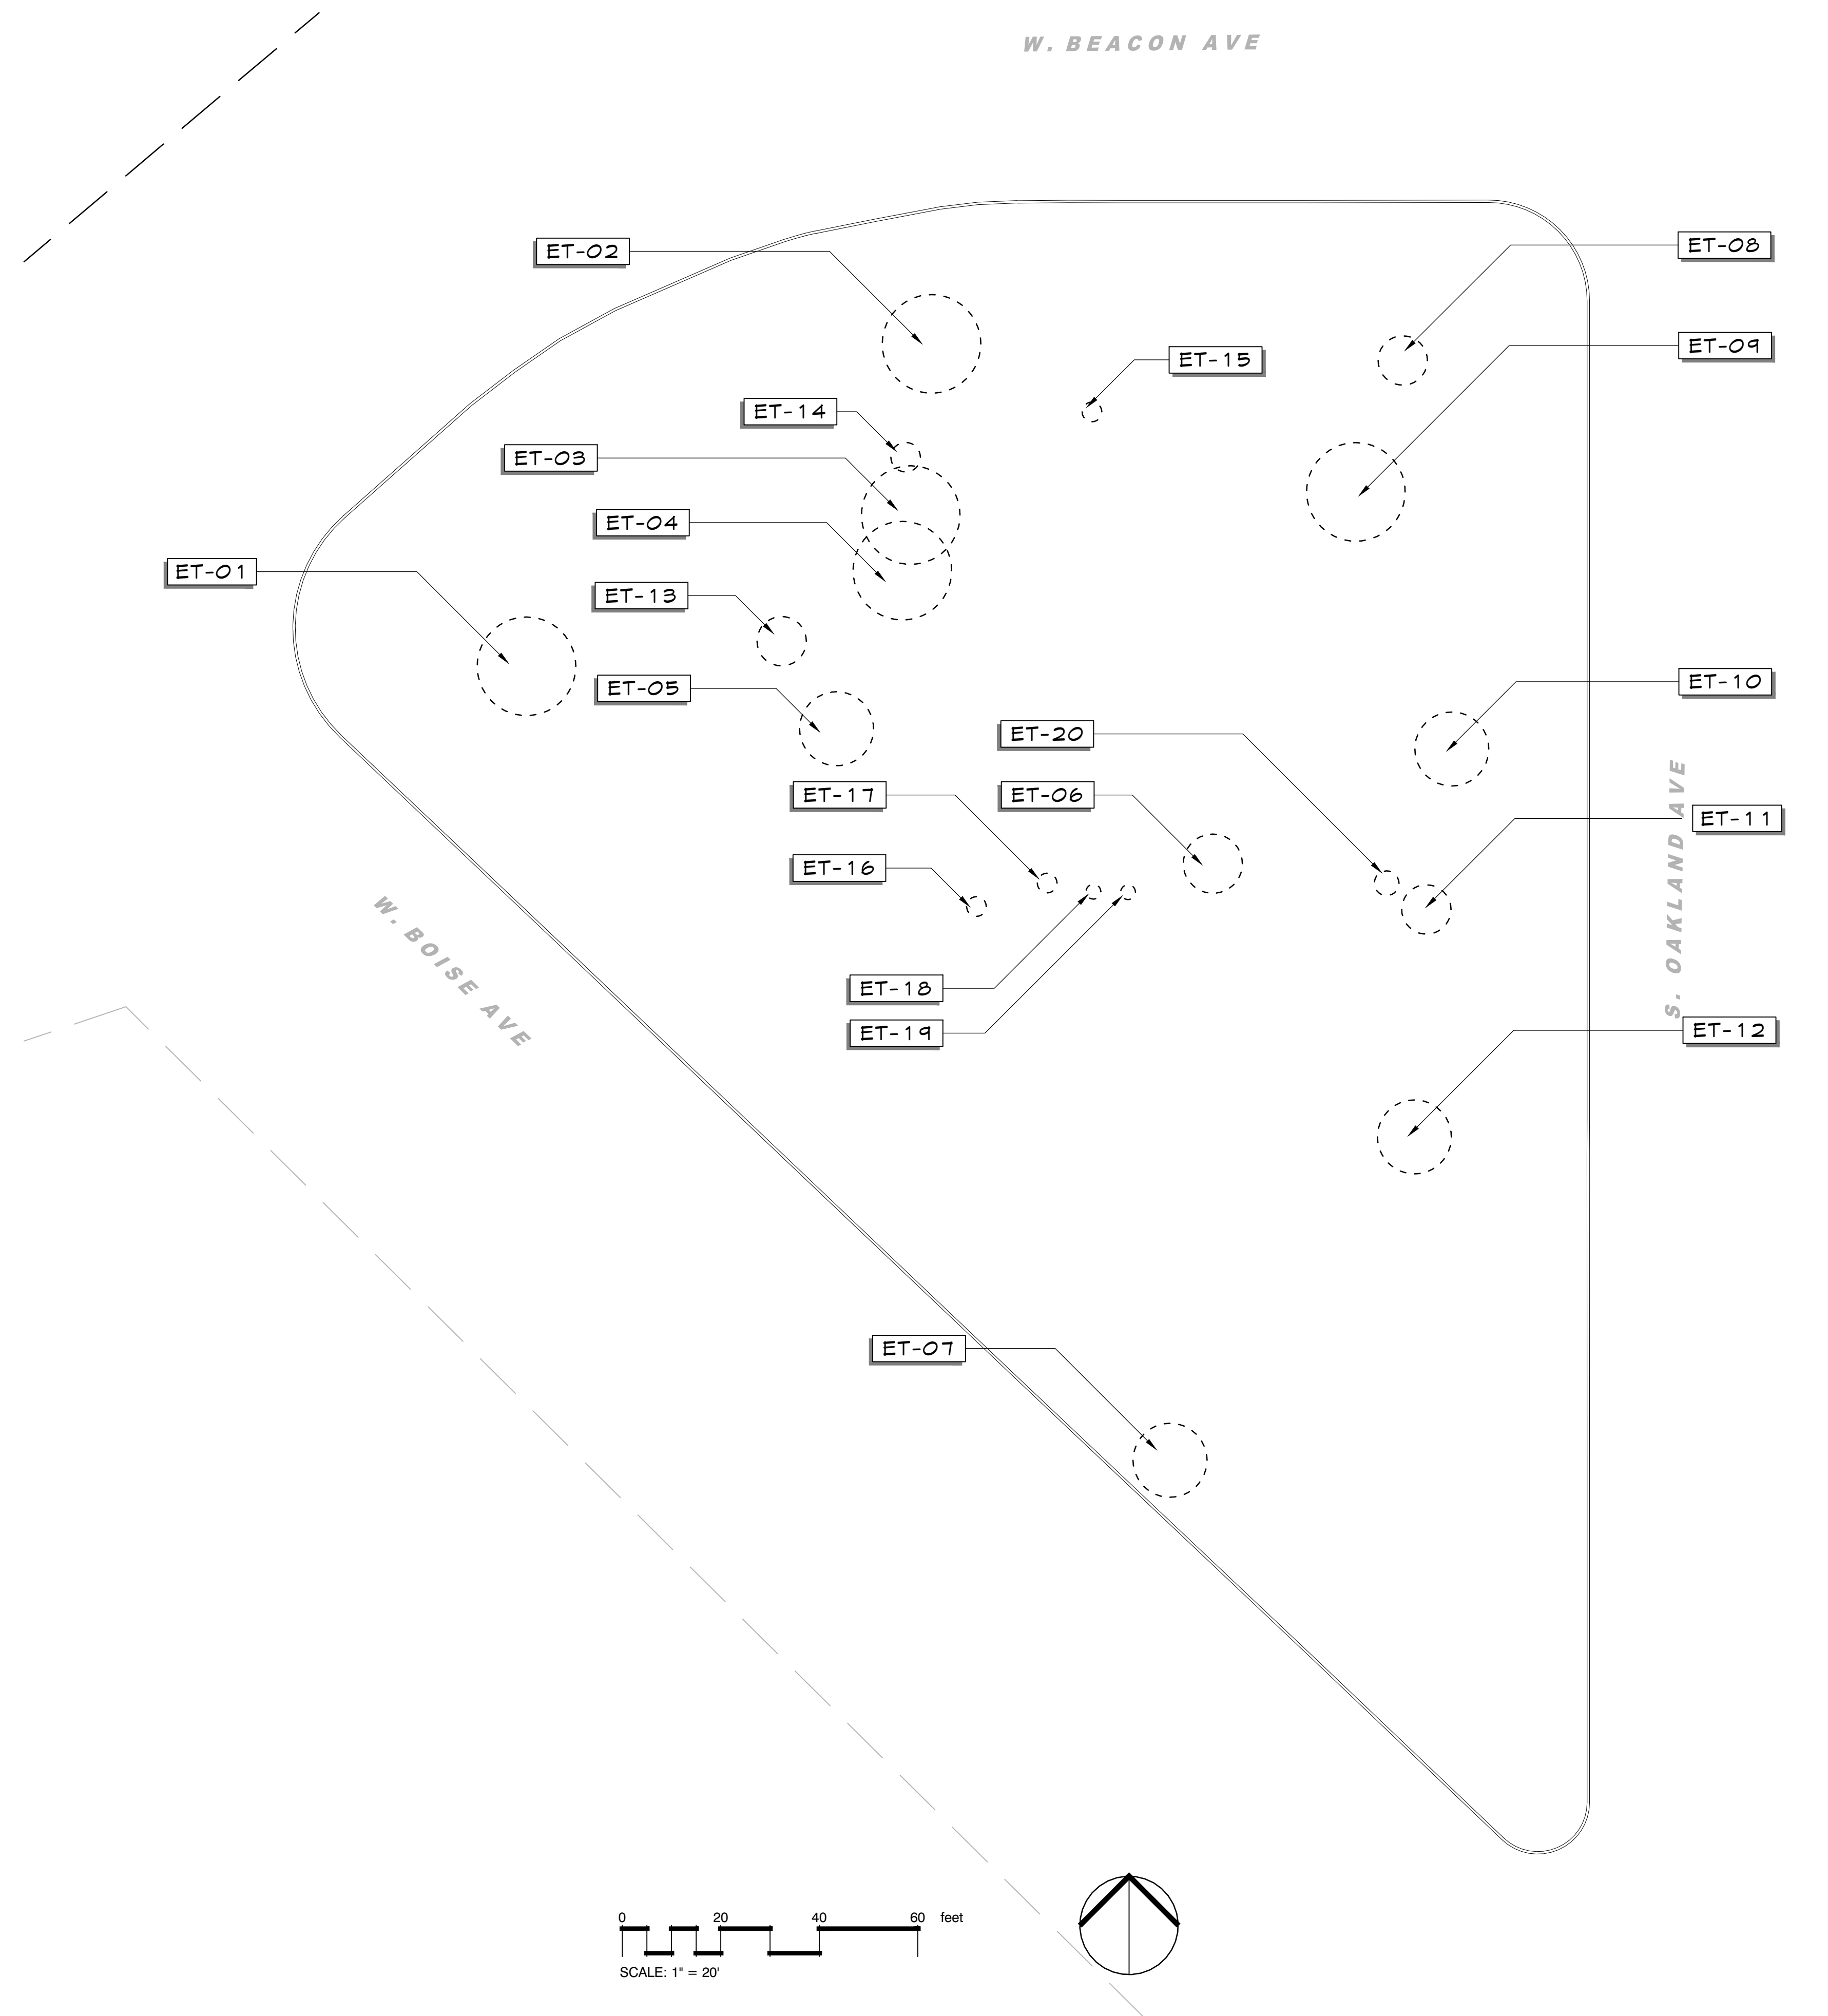 W. BEACON AVE
ET-02
ET-08
ET-09
ET-15
ET-14
ET-03
ET-04
ET-01
ET-13
ET-05
ET-10
ET-20
ET-17
ET-06
ET-11
ET-16
S. OAKLAND AVE
W. BOISE AVE
ET-18
ET-19
ET-12
ET-07
0 20 40 60 feet
SCALE: 1" = 20'